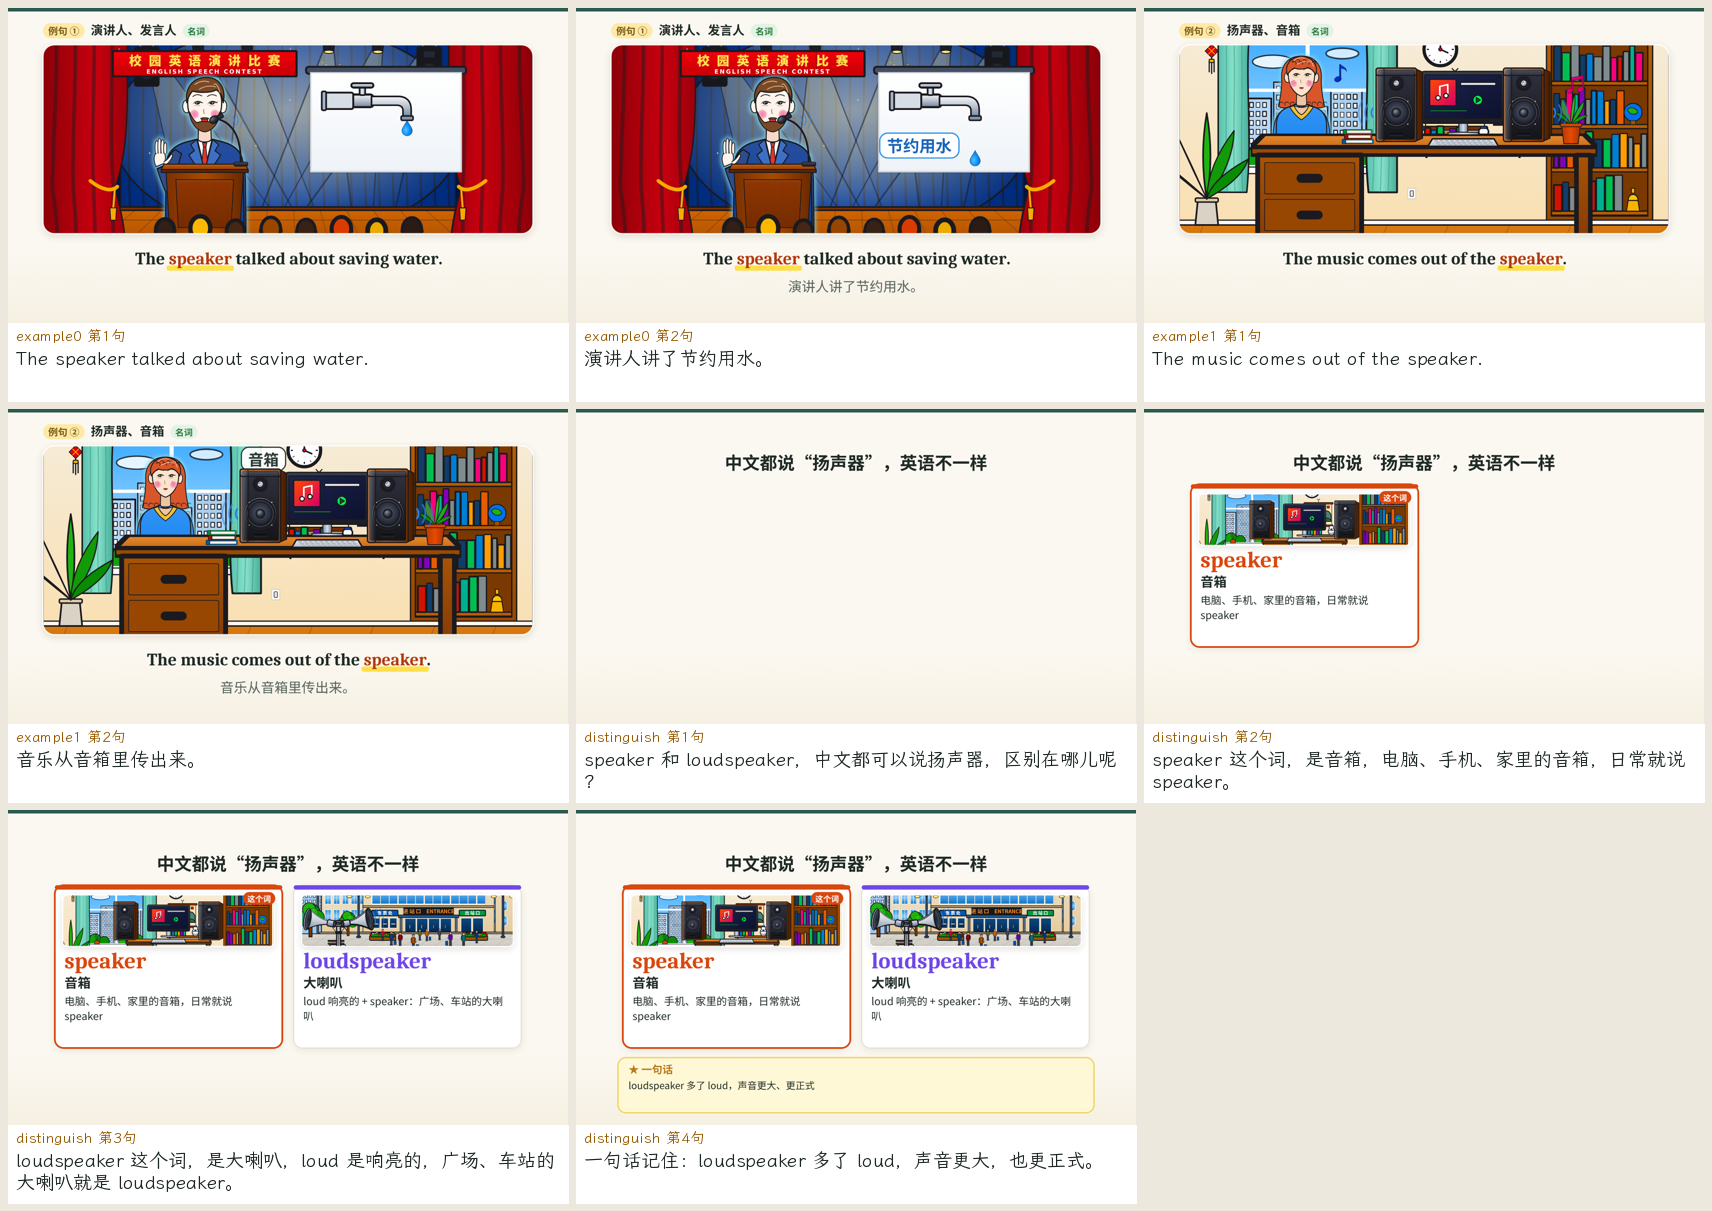 例句 ① 演讲人、发言人 名词
校园英语演讲比赛
ENGLISH SPEECH CONTEST
The speaker talked about saving water.
example0 第1句
The speaker talked about saving water.
例句 ① 演讲人、发言人 名词
校园英语演讲比赛
ENGLISH SPEECH CONTEST
节约用水
The speaker talked about saving water.
演讲人讲了节约用水。
example0 第2句
演讲人讲了节约用水。
例句 ② 扬声器、音箱 名词
The music comes out of the speaker.
example1 第1句
The music comes out of the speaker.
例句 ② 扬声器、音箱 名词
音箱
The music comes out of the speaker.
音乐从音箱里传出来。
example1 第2句
音乐从音箱里传出来。
中文都说“扬声器”，英语不一样
distinguish 第1句
speaker 和 loudspeaker，中文都可以说扬声器，区别在哪儿呢
？
中文都说“扬声器”，英语不一样
这个词
speaker
音箱
电脑、手机、家里的音箱，日常就说
speaker
distinguish 第2句
speaker 这个词，是音箱，电脑、手机、家里的音箱，日常就说
speaker。
中文都说“扬声器”，英语不一样
这个词
speaker
音箱
电脑、手机、家里的音箱，日常就说
speaker
进站口 ENTRANCE
出站口
loudspeaker
大喇叭
loud 响亮的 + speaker：广场、车站的大喇
叭
distinguish 第3句
loudspeaker 这个词，是大喇叭，loud 是响亮的，广场、车站的
大喇叭就是 loudspeaker。
中文都说“扬声器”，英语不一样
这个词
speaker
音箱
电脑、手机、家里的音箱，日常就说
speaker
进站口 ENTRANCE
出站口
loudspeaker
大喇叭
loud 响亮的 + speaker：广场、车站的大喇
叭
★ 一句话
loudspeaker 多了 loud，声音更大、更正式
distinguish 第4句
一句话记住：loudspeaker 多了 loud，声音更大，也更正式。